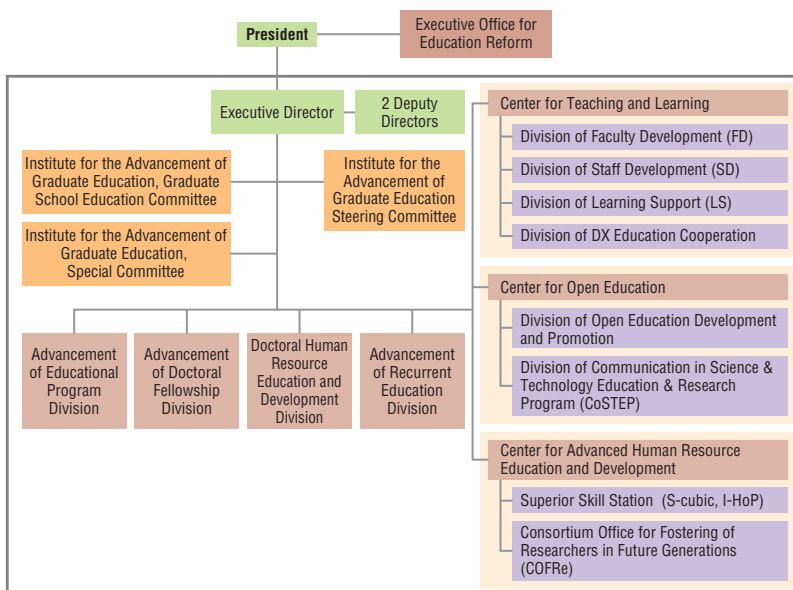 President
Executive Office for
Education Reform
Executive Director
2 Deputy
Directors
Institute for the Advancement of
Graduate Education, Graduate
School Education Committee
Institute for the
Advancement of
Graduate Education
Steering Committee
Institute for the Advancement of
Graduate Education,
Special Committee
Advancement
of Educational
Program
Division
Advancement
of Doctoral
Fellowship
Division
Doctoral Human
Resource
Education and
Development
Division
Advancement
of Recurrent
Education
Division
Center for Teaching and Learning
Division of Faculty Development (FD)
Division of Staff Development (SD)
Division of Learning Support (LS)
Division of DX Education Cooperation
Center for Open Education
Division of Open Education Development
and Promotion
Division of Communication in Science &
Technology Education & Research
Program (CoSTEP)
Center for Advanced Human Resource
Education and Development
Superior Skill Station (S-cubic, I-HoP)
Consortium Office for Fostering of
Researchers in Future Generations
(COFRe)